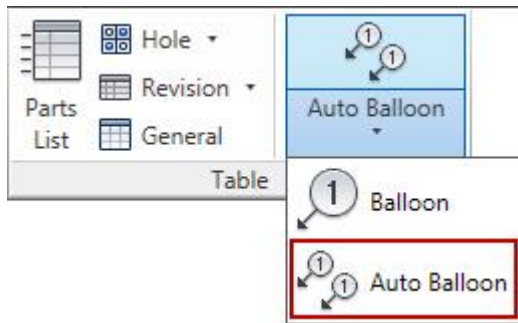 Hole
Revision
General
Parts
List
Table
1
1
Auto Balloon
1
Balloon
1
1
Auto Balloon